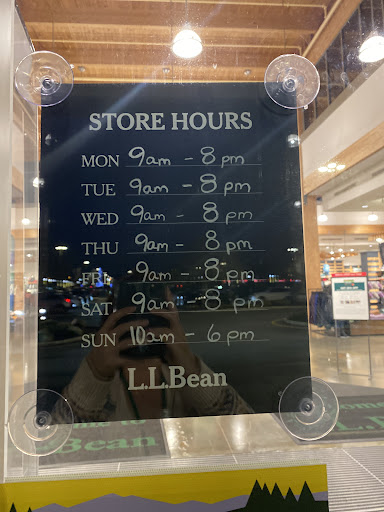 STORE HOURS
MON 9am - 8 pm
TUE 9am - 8 pm
WED 9am - 8 pm
THU 9am - 8 pm
FRI 9am - 8 pm
SAT 9am - 8 pm
SUN 10am - 6 pm
L.L.Bean
Bean